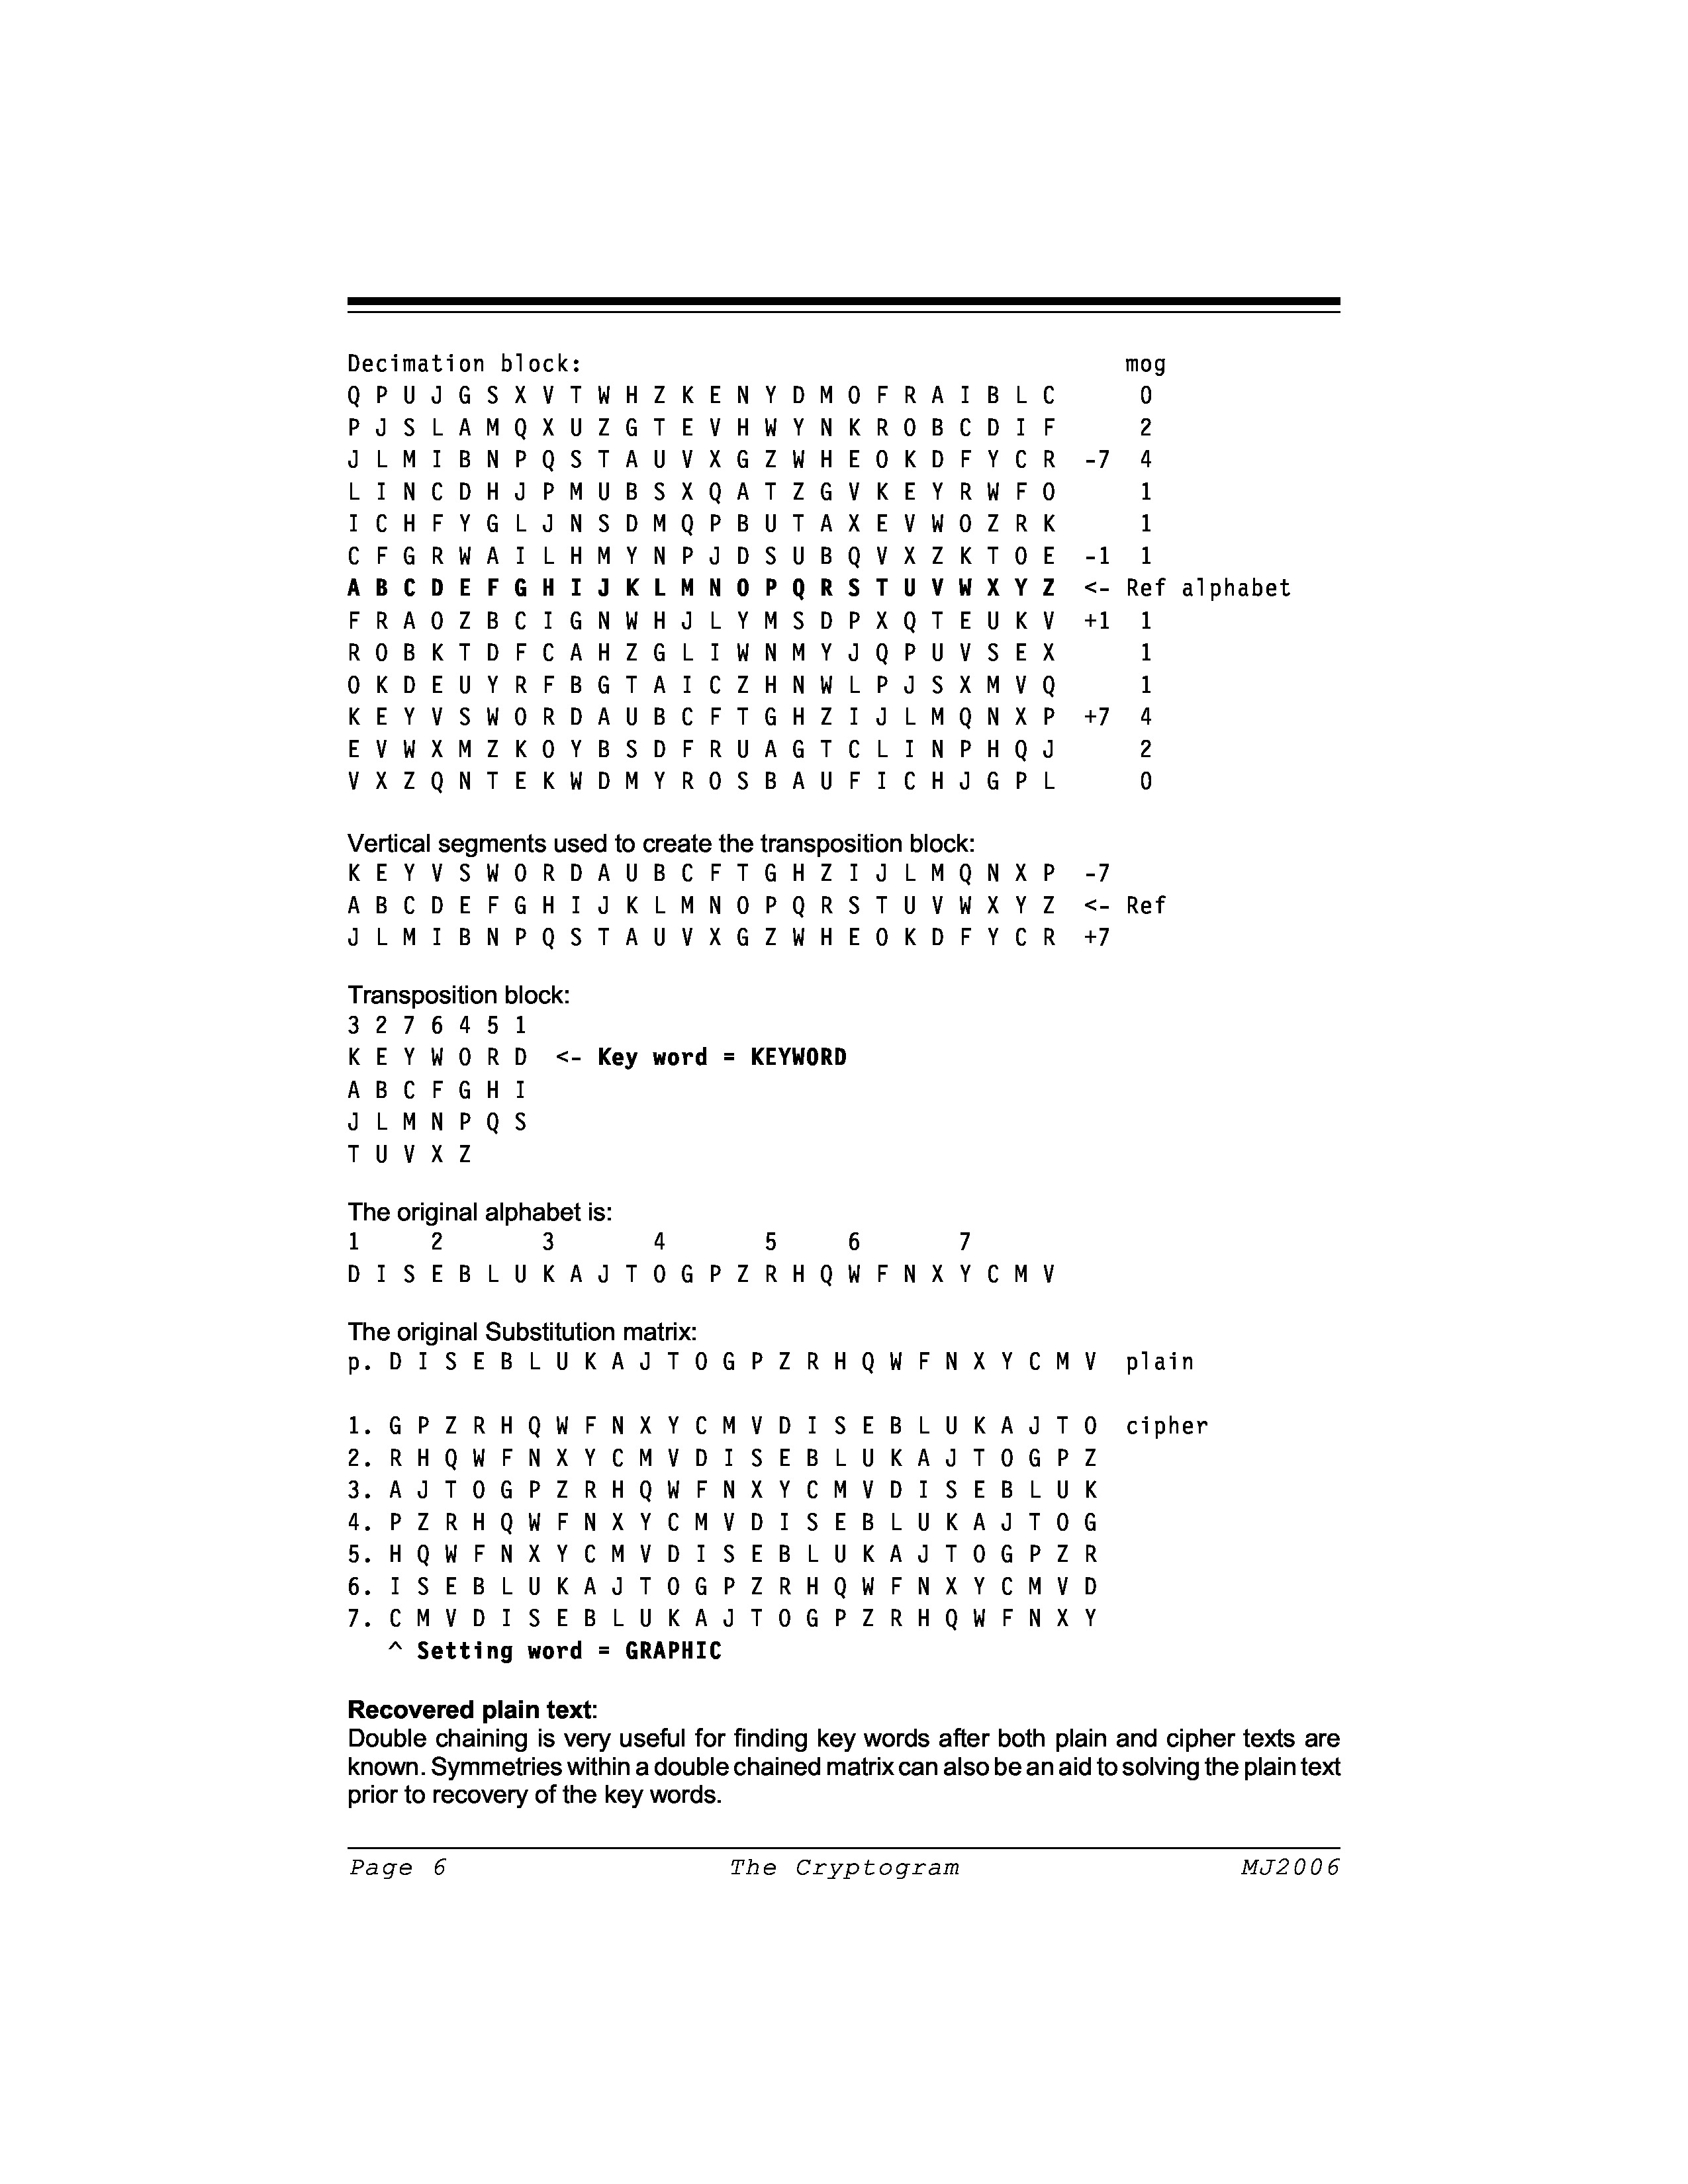 Decimation block: mog
Q P U J G S X V T W H Z K E N Y D M O F R A I B L C 0
P J S L A M Q X U Z G T E V H W Y N K R O B C D I F 2
J L M I B N P Q S T A U V X G Z W H E O K D F Y C R -7 4
L I N C D H J P M U B S X Q A T Z G V K E Y R W F O 1
I C H F Y G L J N S D M Q P B U T A X E V W O Z R K 1
C F G R W A I L H M Y N P J D S U B Q V X Z K T O E -1 1
A B C D E F G H I J K L M N O P Q R S T U V W X Y Z <- Ref alphabet
F R A O Z B C I G N W H J L Y M S D P X Q T E U K V +1 1
R O B K T D F C A H Z G L I W N M Y J Q P U V S E X 1
O K D E U Y R F B G T A I C Z H N W L P J S X M V Q 1
K E Y V S W O R D A U B C F T G H Z I J L M Q N X P +7 4
E V W X M Z K O Y B S D F R U A G T C L I N P H Q J 2
V X Z Q N T E K W D M Y R O S B A U F I C H J G P L 0
Vertical segments used to create the transposition block:
K E Y V S W O R D A U B C F T G H Z I J L M Q N X P -7
A B C D E F G H I J K L M N O P Q R S T U V W X Y Z <- Ref
J L M I B N P Q S T A U V X G Z W H E O K D F Y C R +7
Transposition block:
3 2 7 6 4 5 1
K E Y W O R D <- Key word = KEYWORD
A B C F G H I
J L M N P Q S
T U V X Z
The original alphabet is:
1 2 3 4 5 6 7
D I S E B L U K A J T O G P Z R H Q W F N X Y C M V
The original Substitution matrix:
p. D I S E B L U K A J T O G P Z R H Q W F N X Y C M V plain
1. G P Z R H Q W F N X Y C M V D I S E B L U K A J T O cipher
2. R H Q W F N X Y C M V D I S E B L U K A J T O G P Z
3. A J T O G P Z R H Q W F N X Y C M V D I S E B L U K
4. P Z R H Q W F N X Y C M V D I S E B L U K A J T O G
5. H Q W F N X Y C M V D I S E B L U K A J T O G P Z R
6. I S E B L U K A J T O G P Z R H Q W F N X Y C M V D
7. C M V D I S E B L U K A J T O G P Z R H Q W F N X Y
^ Setting word = GRAPHIC
Recovered plain text:
Double chaining is very useful for finding key words after both plain and cipher texts are
known. Symmetries within a double chained matrix can also be an aid to solving the plain text
prior to recovery of the key words.
Page 6 The Cryptogram MJ2006